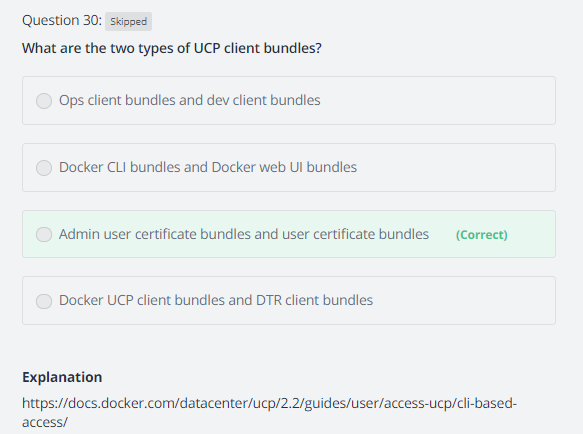 Question 30: Skipped
What are the two types of UCP client bundles?
Ops client bundles and dev client bundles
Docker CLI bundles and Docker web UI bundles
Admin user certificate bundles and user certificate bundles (Correct)
Docker UCP client bundles and DTR client bundles
Explanation
https://docs.docker.com/datacenter/ucp/2.2/guides/user/access-ucp/cli-based-
access/